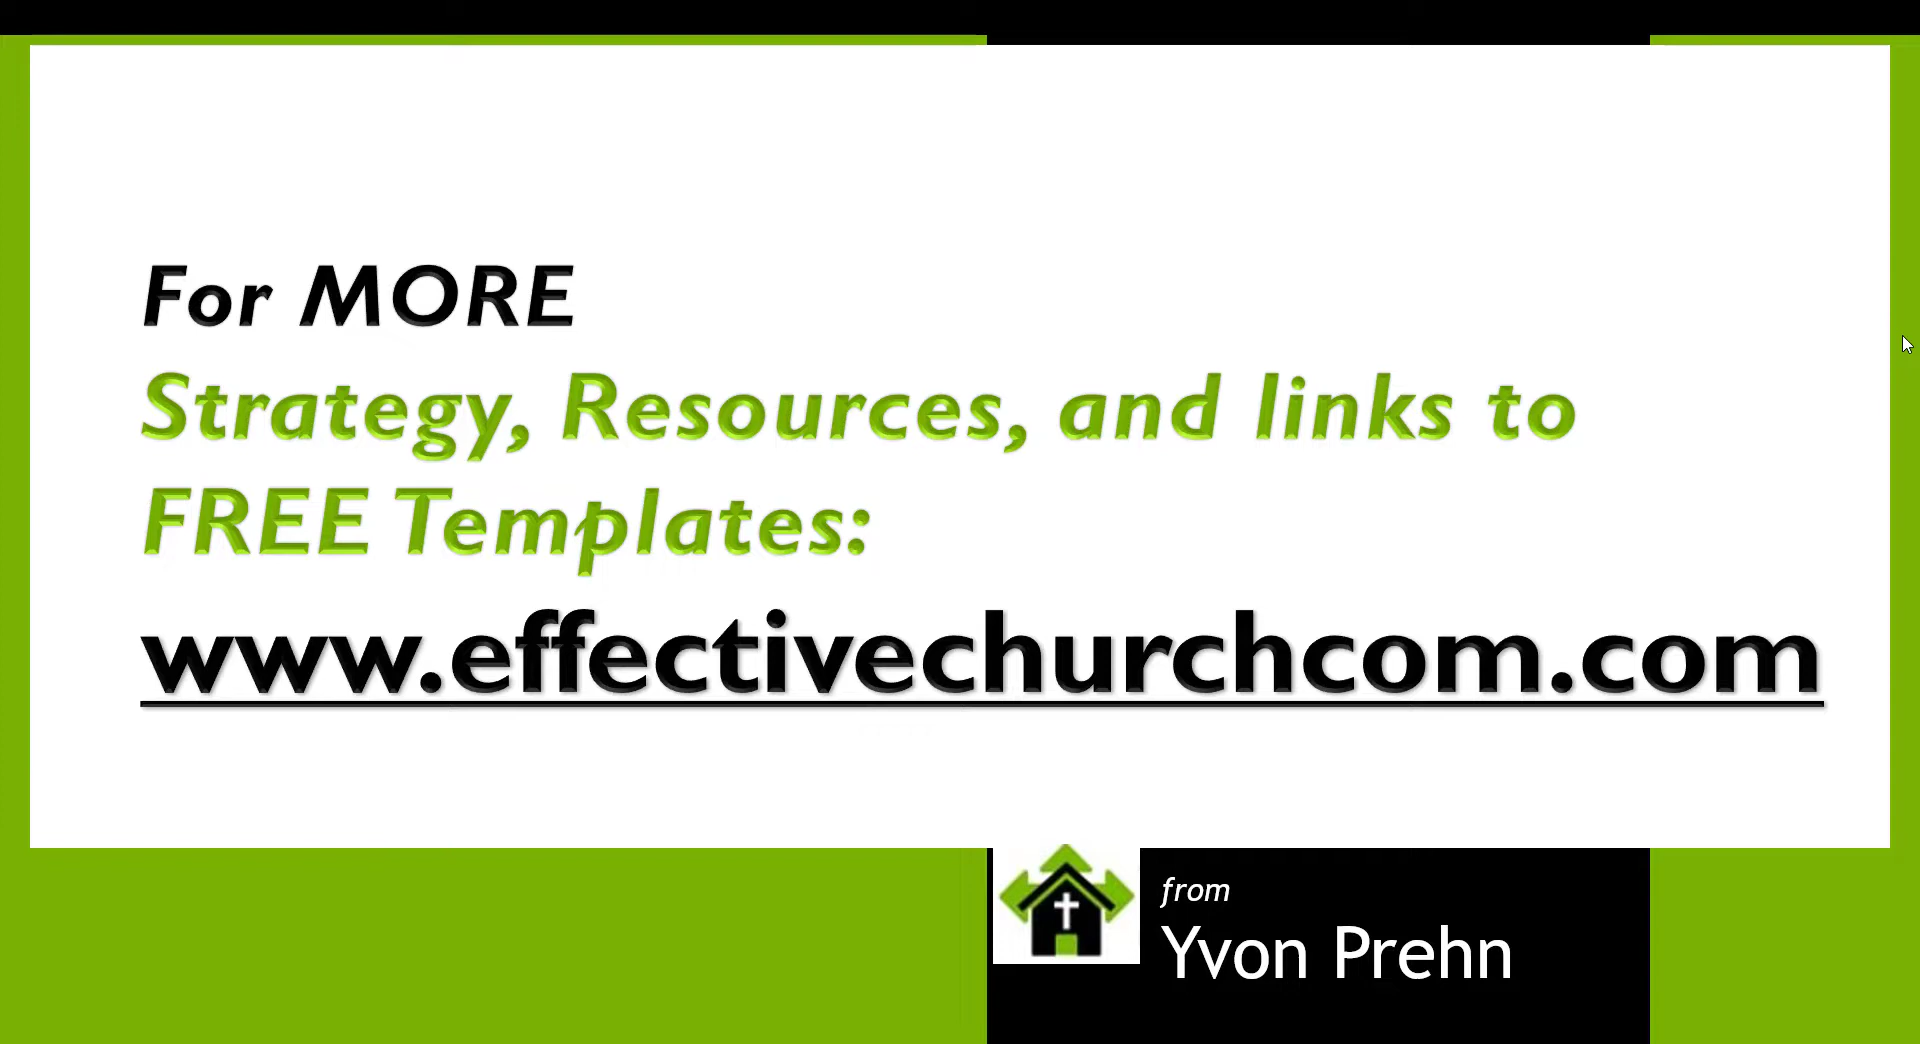 For MORE
Strategy, Resources, and links to
FREE Templates:
www.effectivechurchcom.com
from
Yvon Prehn